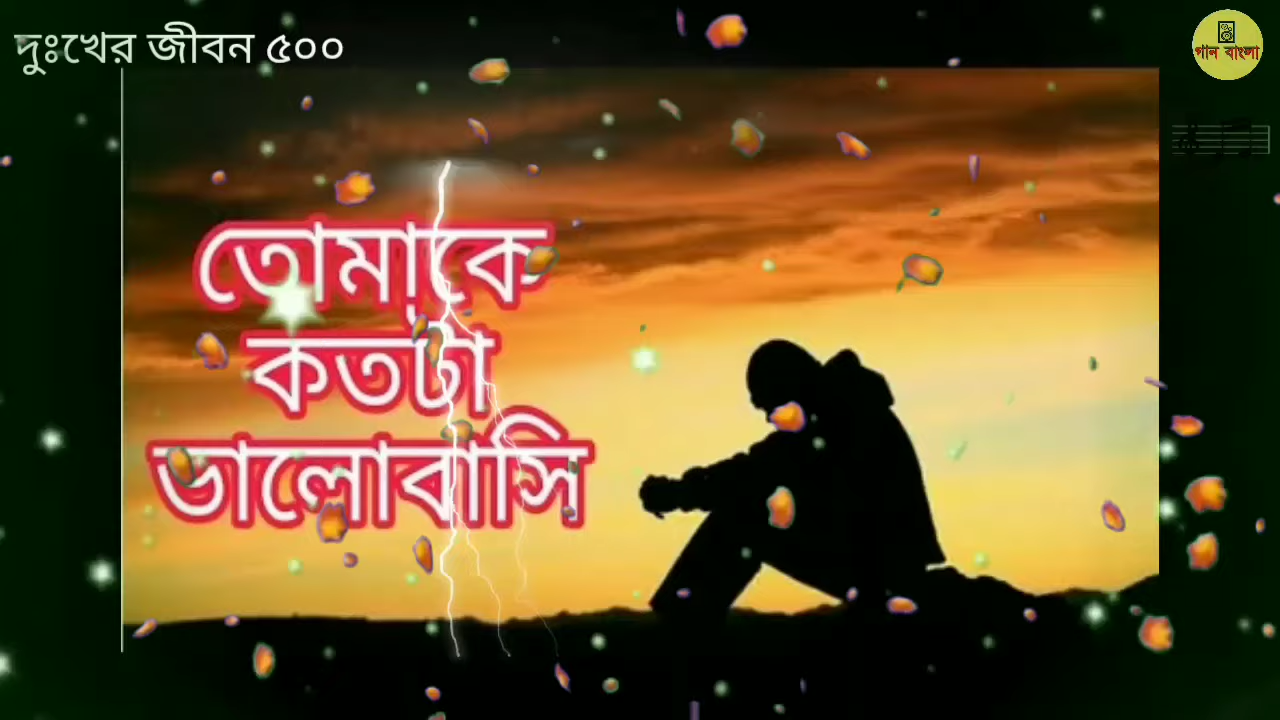 দুঃখের জীবন ৫০০
গান বাংলা
তোমাকে
কতটা
ভালোবাসি